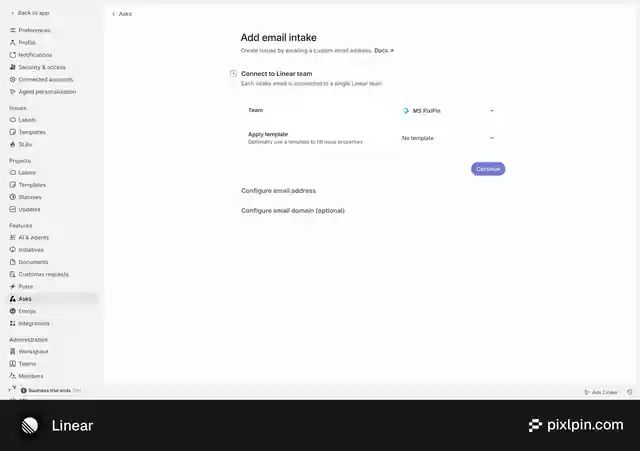 Back to app
Preferences
Profile
Notifications
Security & access
Connected accounts
Agent personalization
Issues
Labels
Templates
SLAs
Projects
Labels
Templates
Statuses
Updates
Features
AI & Agents
Initiatives
Documents
Customer requests
Pulse
Asks
Emojis
Integrations
Administration
Workspace
Teams
Members
Business trial ends
Asks
Add email intake
Create issues by emailing a custom email address. Docs ↗
Connect to Linear team
Each intake email is connected to a single Linear team
Team
MS PixlPin
Apply template
Optionally use a template to fill issue properties
No template
Continue
Configure email address
Configure email domain (optional)
Ask Linear
Linear
pixlpin.com